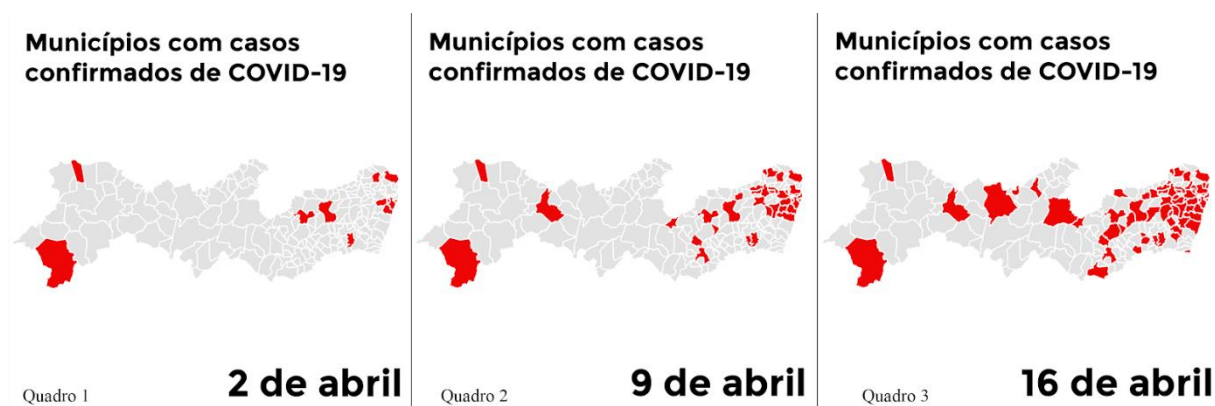 Municípios com casos
confirmados de COVID-19
Quadro 1
2 de abril
Municípios com casos
confirmados de COVID-19
Quadro 2
9 de abril
Municípios com casos
confirmados de COVID-19
Quadro 3
16 de abril